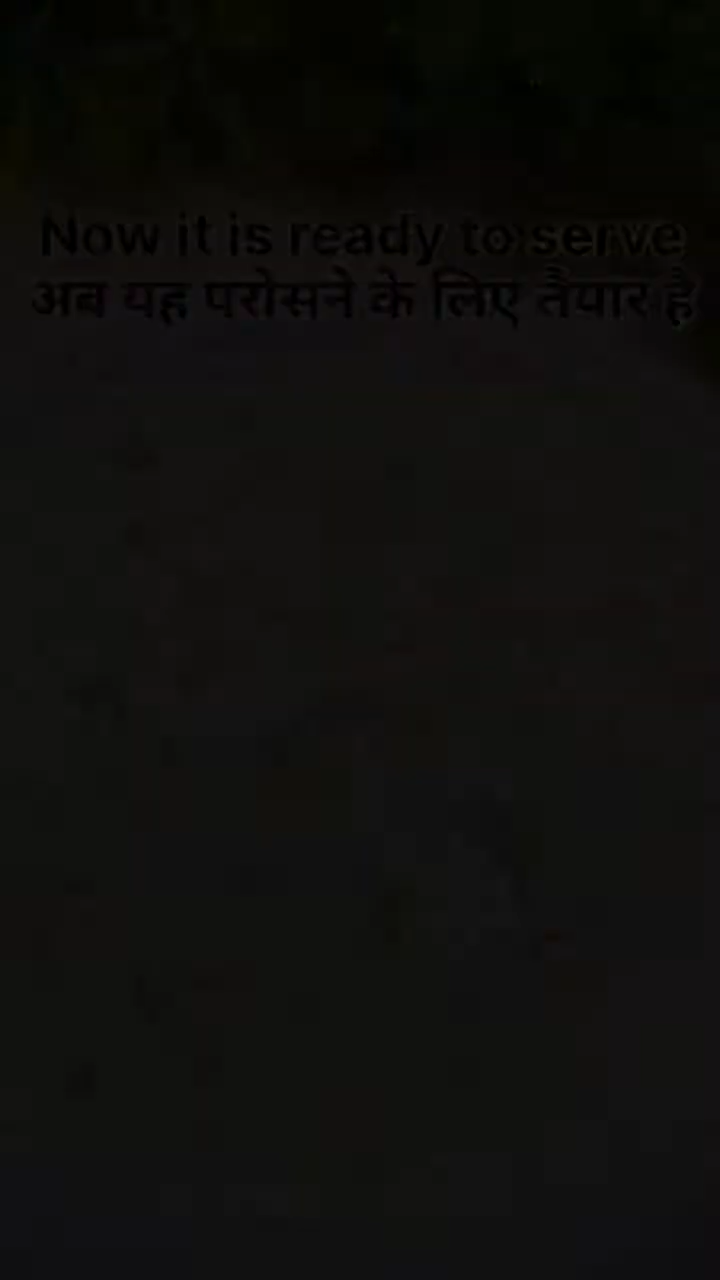 Now it is ready to serve
अब यह परोसने के लिए तैयार है